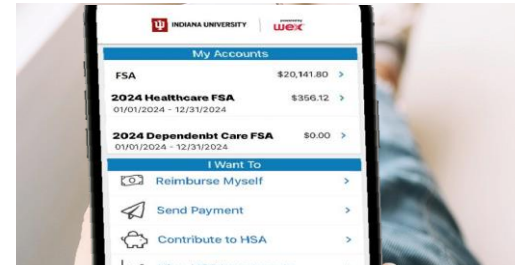 INDIANA UNIVERSITY
wex
My Accounts
FSA $20,141.80 >
2024 Healthcare FSA $356.12 >
01/01/2024 - 12/31/2024
2024 Dependenbt Care FSA $0.00 >
01/01/2024 - 12/31/2024
I Want To
Reimburse Myself >
Send Payment >
Contribute to HSA >